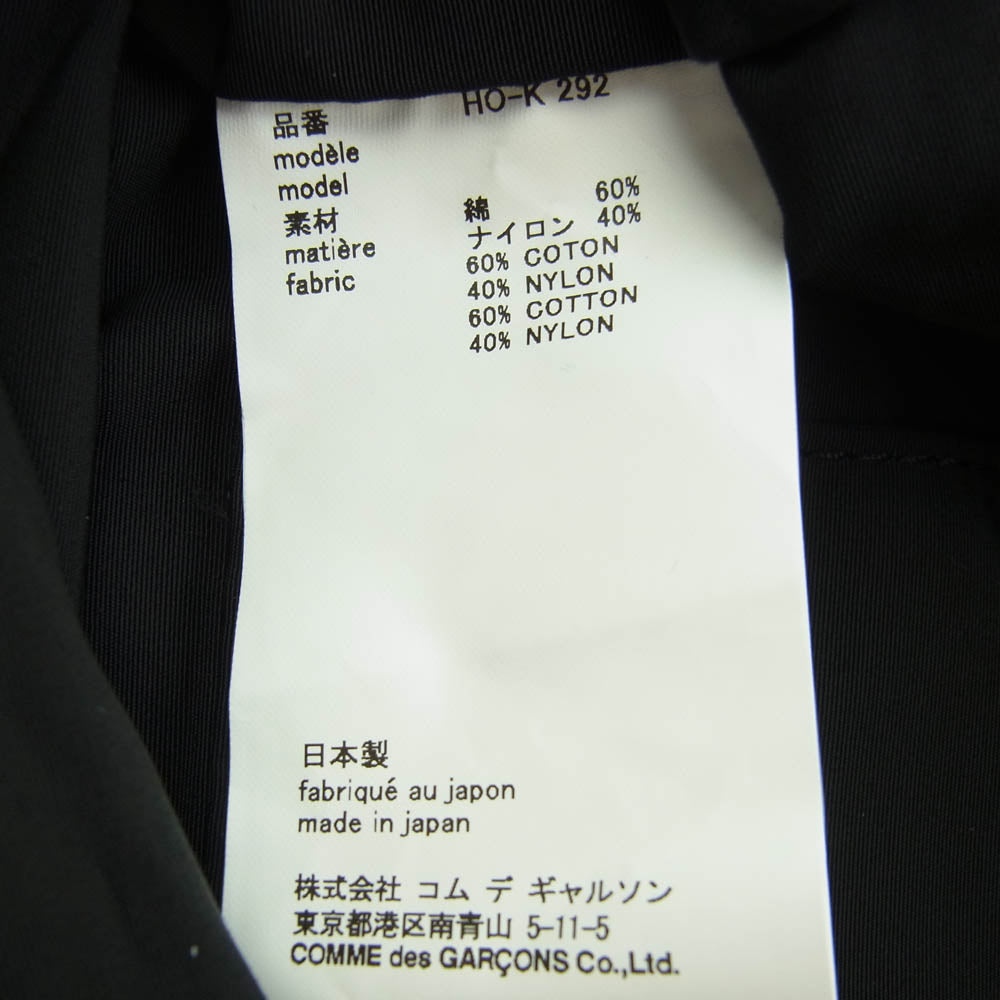 品番 HO-K 292
modèle
model
素材 綿 60%
matière ナイロン 40%
fabric 60% COTON
40% NYLON
60% COTTON
40% NYLON
日本製
fabriqué au japon
made in japan
株式会社 コム デ ギャルソン
東京都港区南青山 5-11-5
COMME des GARÇONS Co.,Ltd.